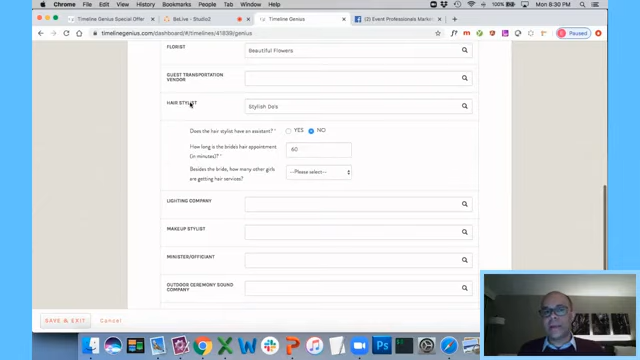 Chrome File Edit View History Bookmarks People Window Help
100% Mon 8:30 PM
Timeline Genius Special Offer
BeLive - Studio2
Timeline Genius
Event Professionals Market
timelinegenius.com/dashboard/#/timelines/41839/genius
Paused
FLORIST
Beautiful Flowers
GUEST TRANSPORTATION
VENDOR
HAIR STYLIST
Stylish Do's
Does the hair stylist have an assistant? *
YES
NO
How long is the bride's hair appointment
(in minutes)? *
60
Besides the bride, how many other girls
are getting hair services?
--Please select--
LIGHTING COMPANY
MAKEUP STYLIST
MINISTER/OFFICIANT
OUTDOOR CEREMONY SOUND
COMPANY
SAVE & EXIT
Cancel